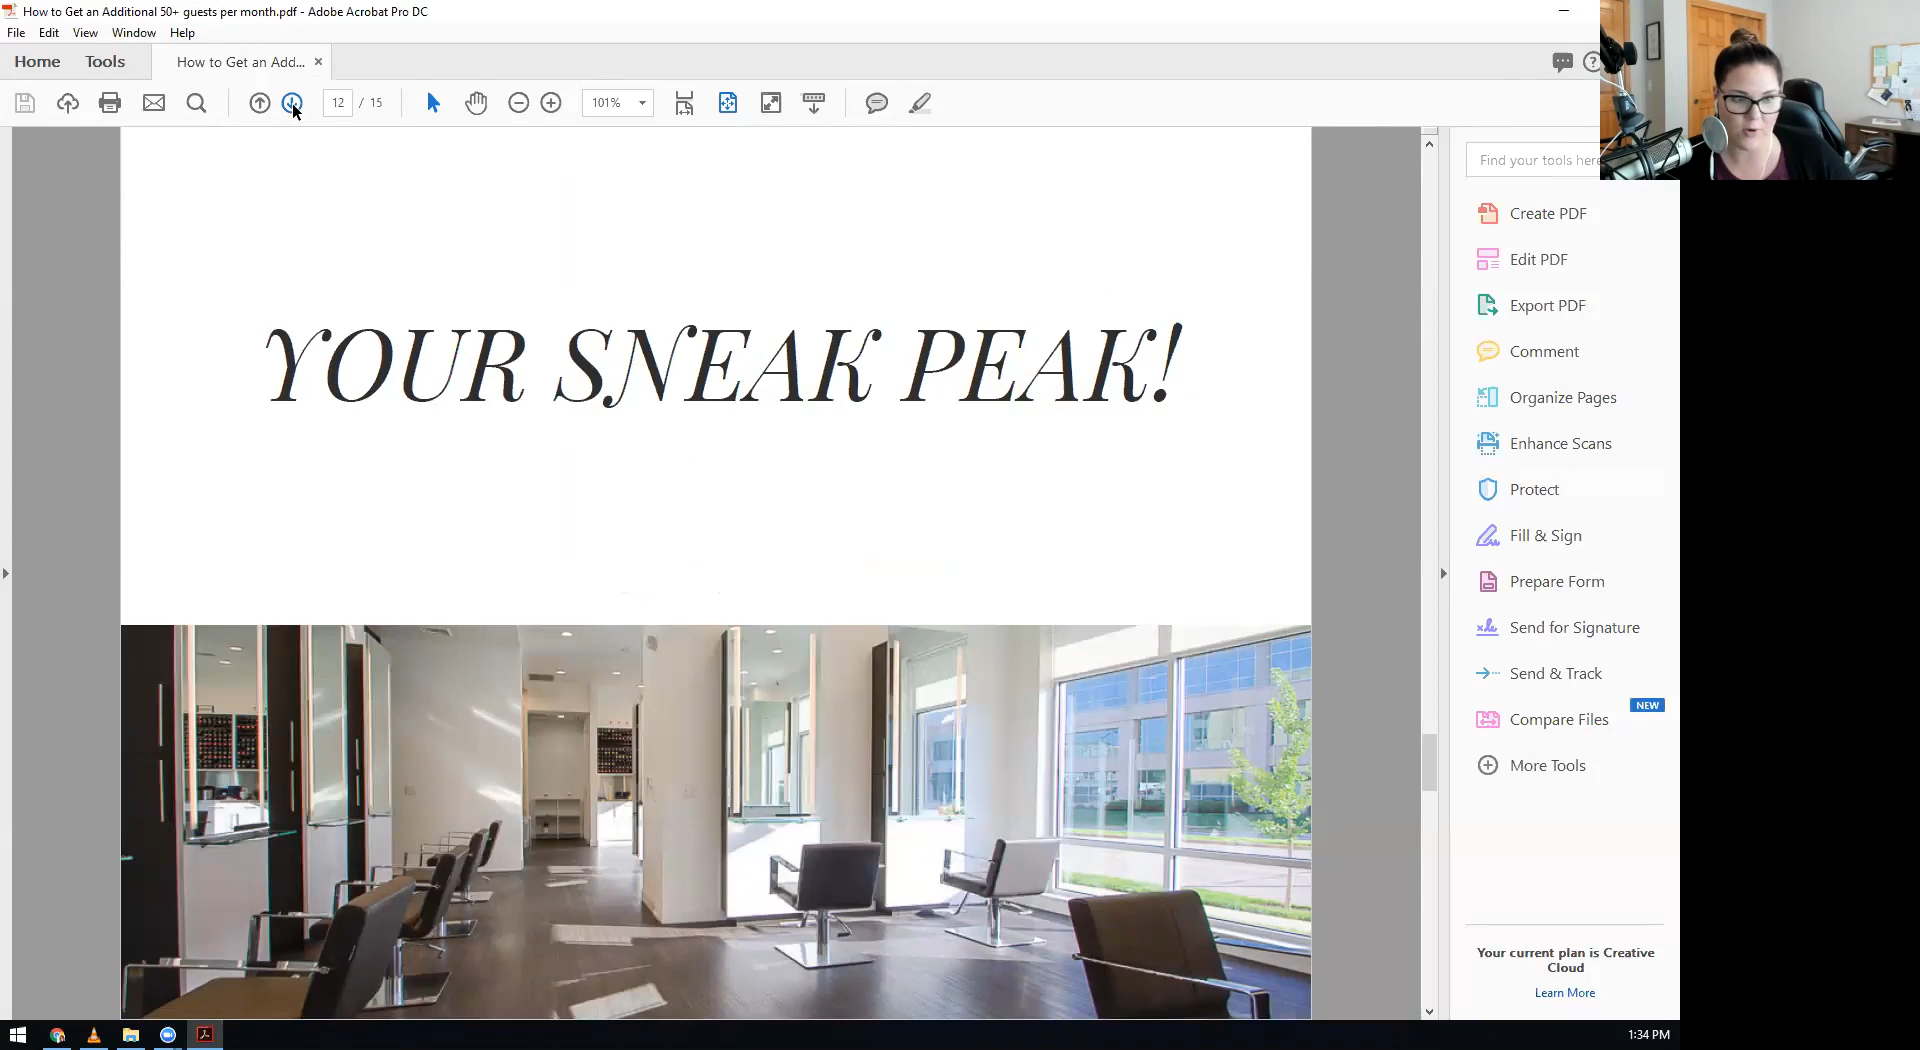 How to Get an Additional 50+ guests per month.pdf - Adobe Acrobat Pro DC
File Edit View Window Help
Home Tools How to Get an Add... ×
12 / 15 101%
YOUR SNEAK PEAK!
Find your tools here
Create PDF
Edit PDF
Export PDF
Comment
Organize Pages
Enhance Scans
Protect
Fill & Sign
Prepare Form
Send for Signature
Send & Track
NEW
Compare Files
More Tools
Your current plan is Creative
Cloud
Learn More
1:34 PM